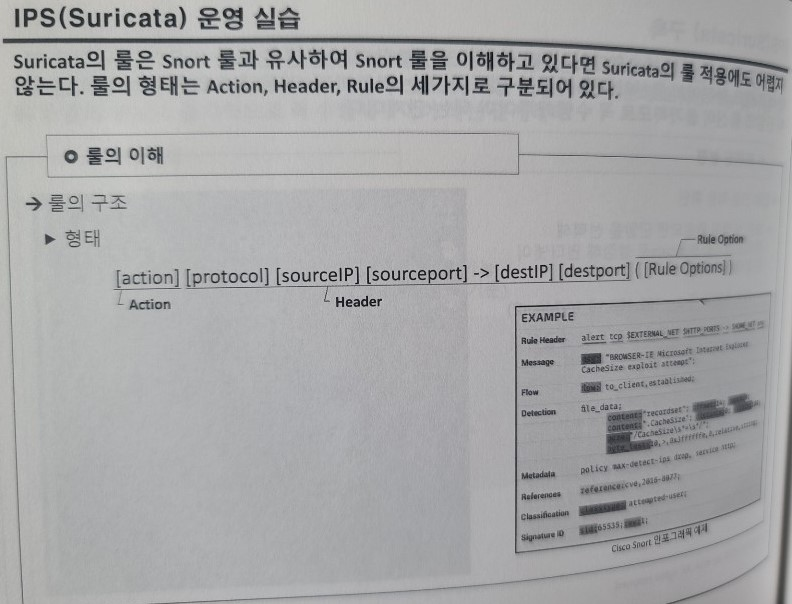 IPS(Suricata) 운영 실습
Suricata의 룰은 Snort 룰과 유사하여 Snort 룰을 이해하고 있다면 Suricata의 룰 적용에도 어렵지
않는다. 룰의 형태는 Action, Header, Rule의 세가지로 구분되어 있다.
룰의 이해
→ 룰의 구조
▶ 형태
Rule Option
[action] [protocol] [sourceIP] [sourceport] -> [destIP] [destport] ( [Rule Options] )
Action
Header
EXAMPLE
Rule Header alert tcp $EXTERNAL_NET $HTTP_PORTS ->
Message "BROWSER-IE Microsoft Internet Explorer
CacheSize exploit attempt";
Flow to_client,established;
Detection file_data;
content:"recordset";
content:".CacheSize";
Metadata policy max-detect-ips drop, service http;
References reference:cve,2016-8077;
Classification attempted-user;
Signature ID sid:65535;
Cisco Snort 인포그래픽 예제